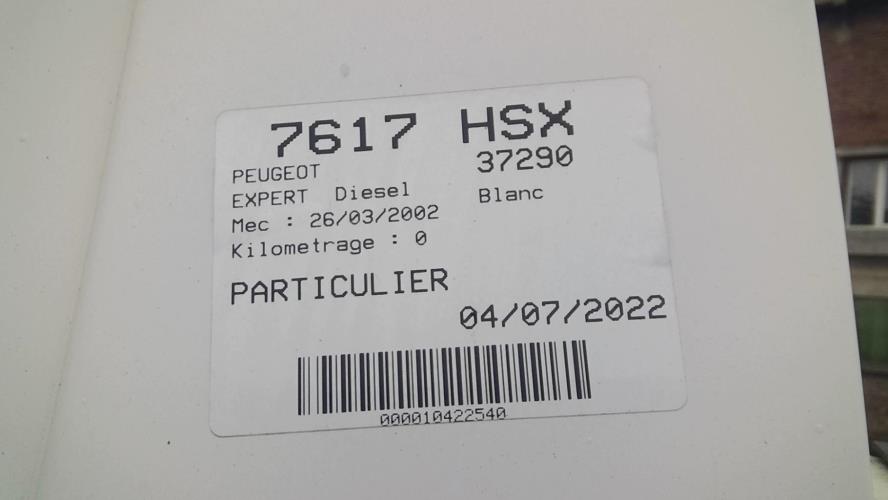 7617 HSX
PEUGEOT 37290
EXPERT Diesel Blanc
Mec : 26/03/2002
Kilometrage : 0
PARTICULIER
04/07/2022
000010422540